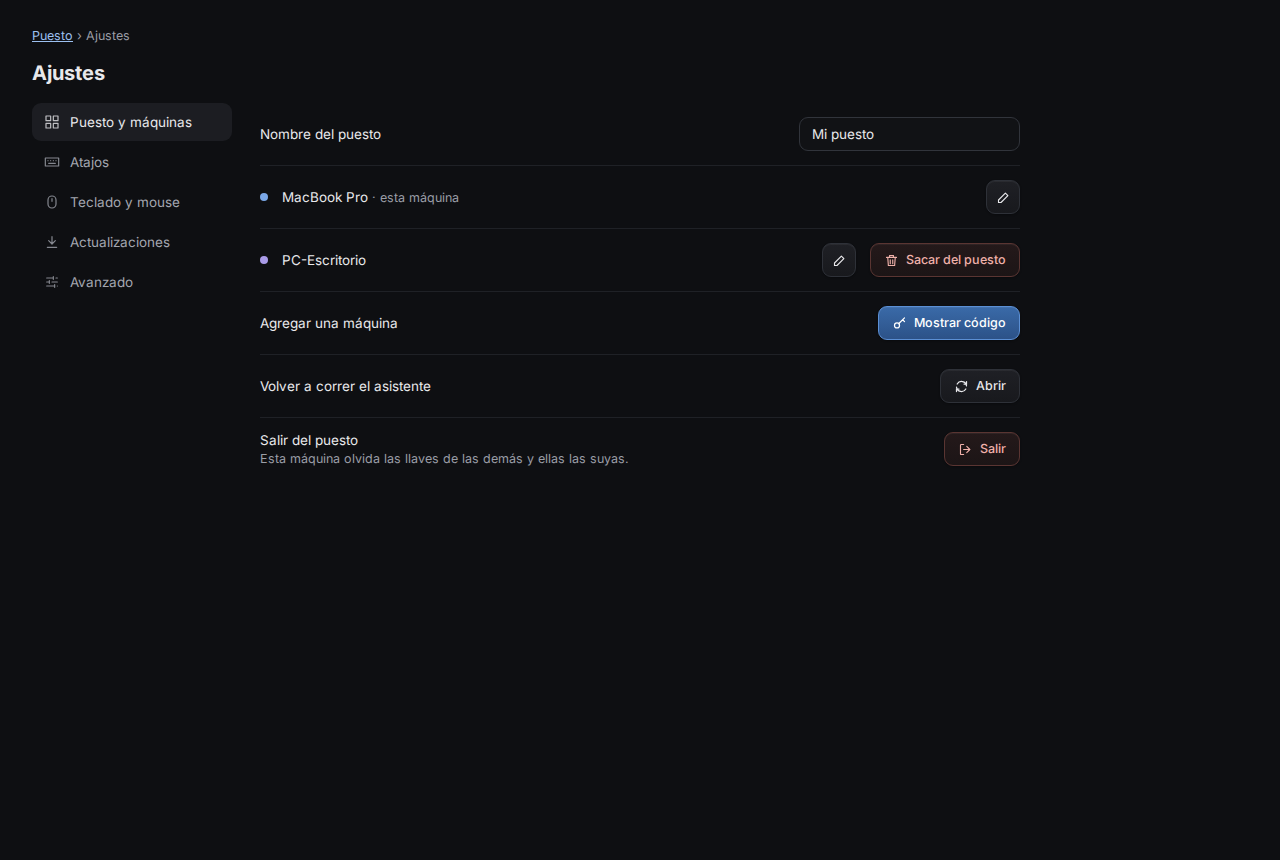 Puesto › Ajustes
Ajustes
Puesto y máquinas
Atajos
Teclado y mouse
Actualizaciones
Avanzado
Nombre del puesto
Mi puesto
MacBook Pro · esta máquina
PC-Escritorio
Sacar del puesto
Agregar una máquina
Mostrar código
Volver a correr el asistente
Abrir
Salir del puesto
Esta máquina olvida las llaves de las demás y ellas las suyas.
Salir